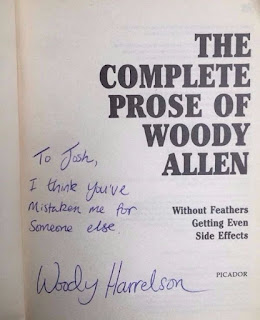 THE
COMPLETE
PROSE OF
WOODY
ALLEN
To Josh,
I think you've
mistaken me for
someone else.
Without Feathers
Getting Even
Side Effects
Woody Harrelson
PICADOR